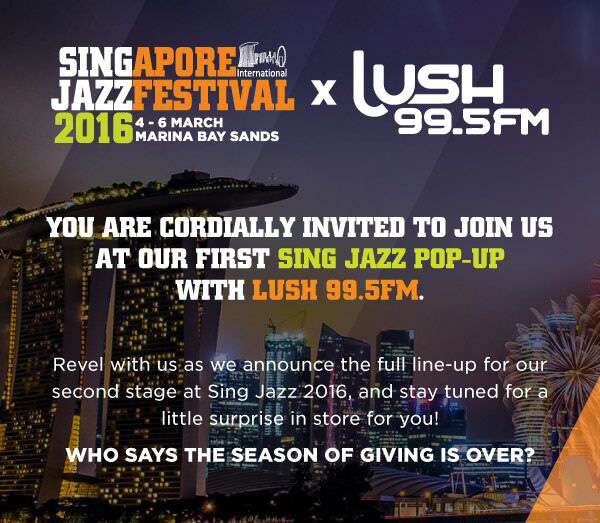 SINGAPORE
International
JAZZFESTIVAL
2016 4 - 6 MARCH
MARINA BAY SANDS
X
LUSH
99.5FM
YOU ARE CORDIALLY INVITED TO JOIN US
AT OUR FIRST SING JAZZ POP-UP
WITH LUSH 99.5FM.
Revel with us as we announce the full line-up for our
second stage at Sing Jazz 2016, and stay tuned for a
little surprise in store for you!
WHO SAYS THE SEASON OF GIVING IS OVER?